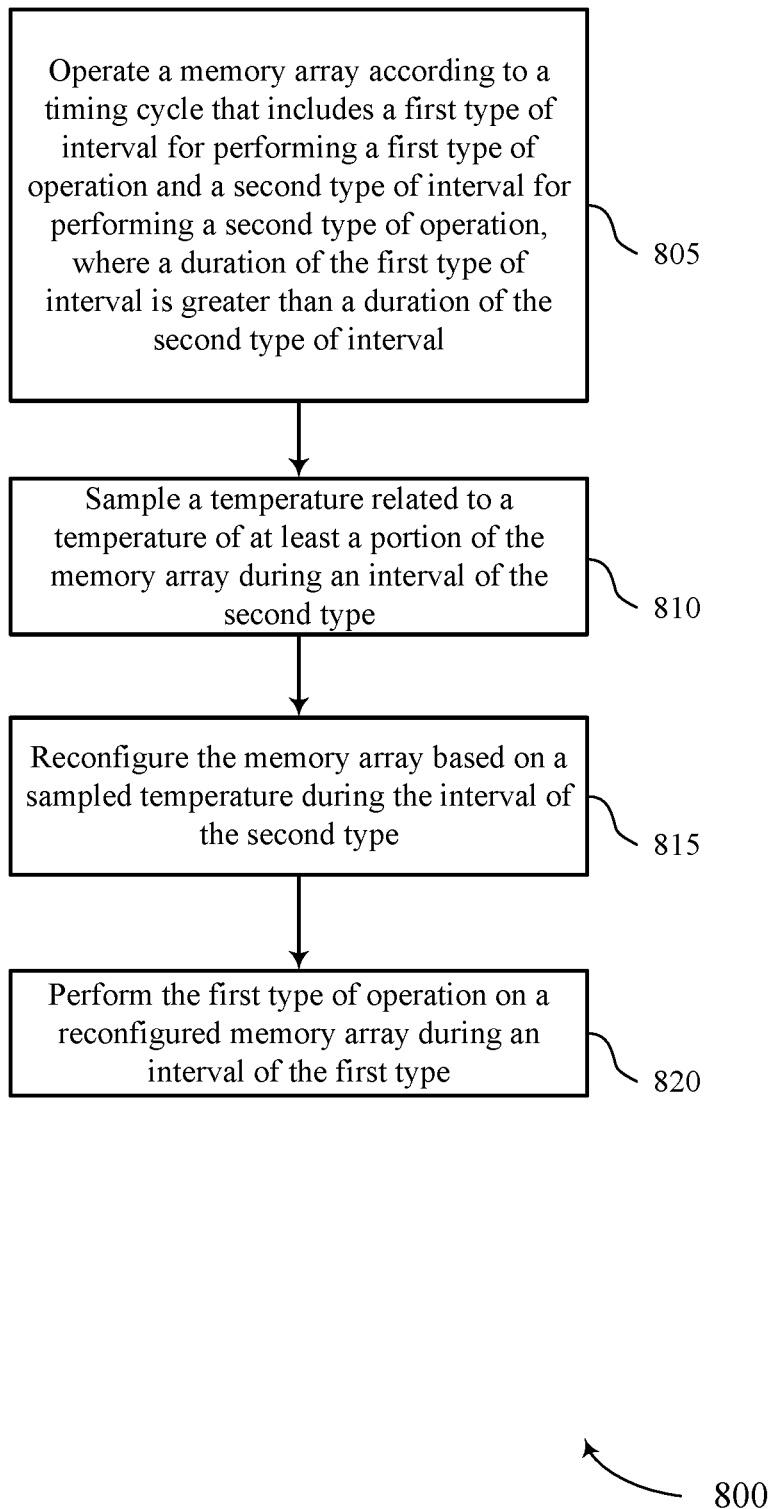 Operate a memory array according to a
timing cycle that includes a first type of
interval for performing a first type of
operation and a second type of interval for
performing a second type of operation,
where a duration of the first type of
interval is greater than a duration of the
second type of interval
805
Sample a temperature related to a
temperature of at least a portion of the
memory array during an interval of the
second type
810
Reconfigure the memory array based on a
sampled temperature during the interval of
the second type
815
Perform the first type of operation on a
reconfigured memory array during an
interval of the first type
820
800